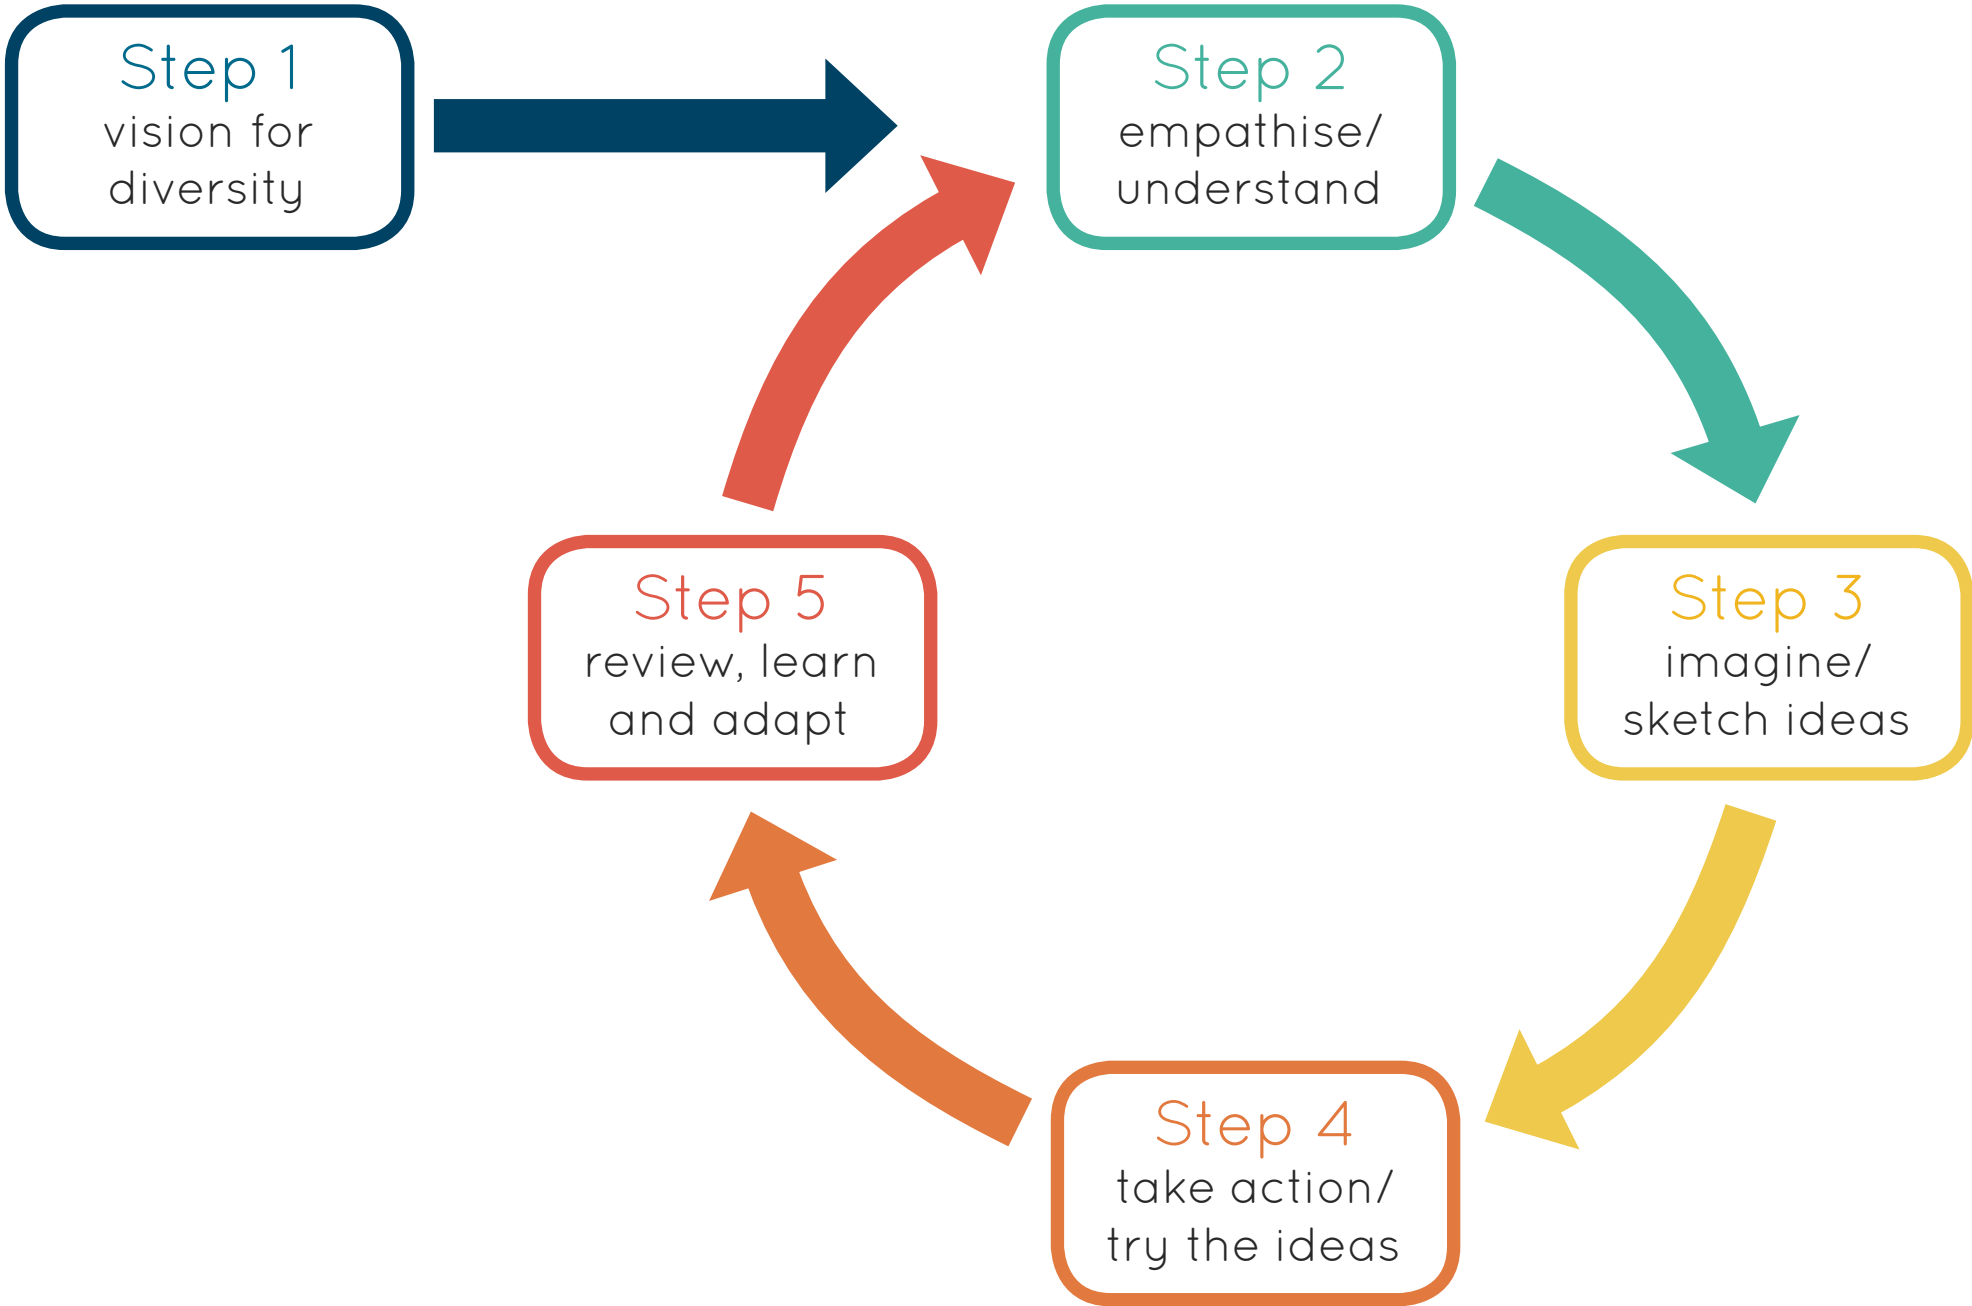 Step 1
vision for
diversity
Step 2
empathise/
understand
Step 3
imagine/
sketch ideas
Step 4
take action/
try the ideas
Step 5
review, learn
and adapt